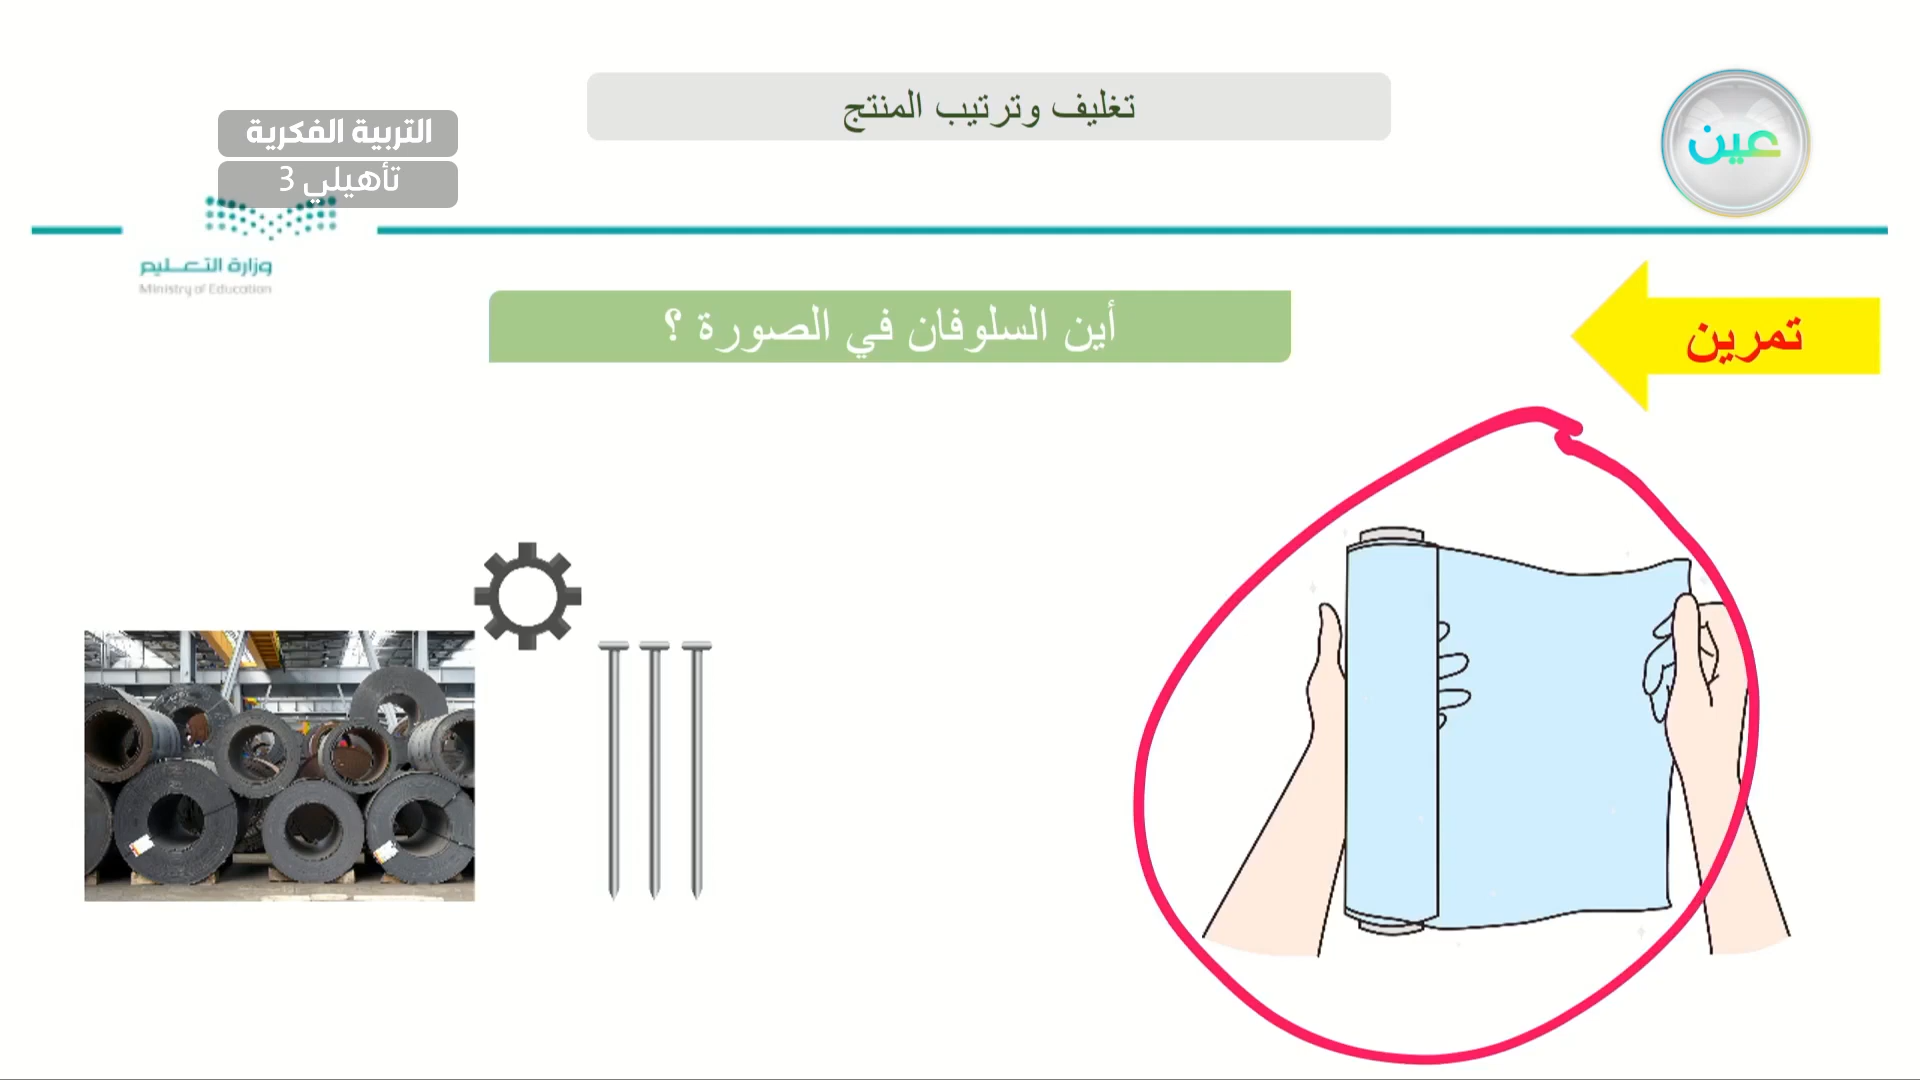 تغليف وترتيب المنتج
عين
التربية الفكرية
تأهيلي 3
وزارة التعليم
Ministry of Education
أين السلوفان في الصورة ؟
تمرين